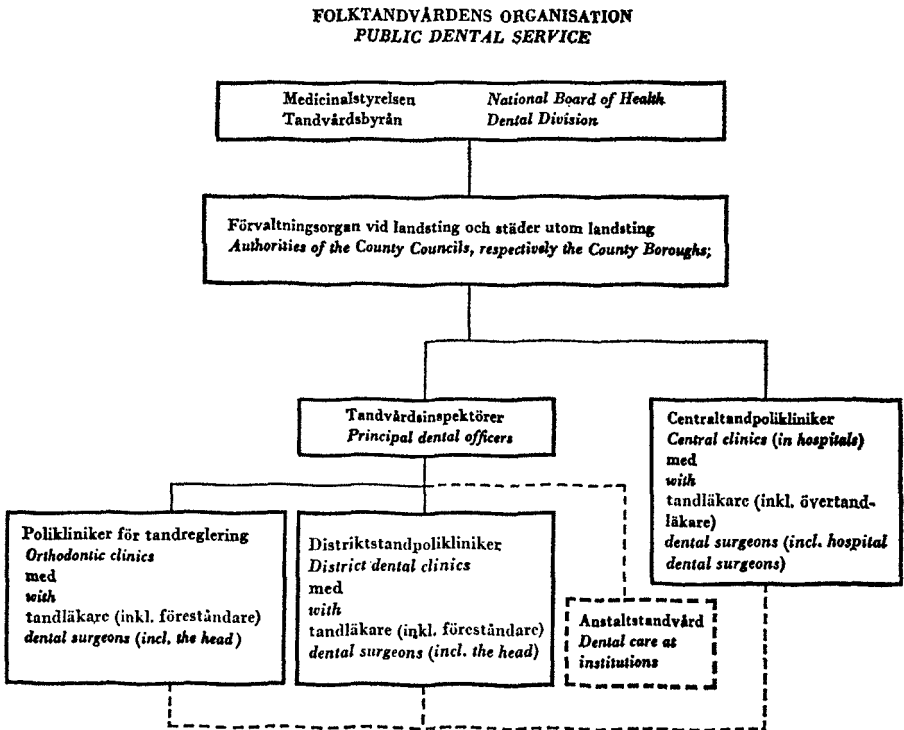 FOLKTANDVÅRDENS ORGANISATION
PUBLIC DENTAL SERVICE
Medicinalstyrelsen National Board of Health
Tandvårdsbyrån Dental Division
Förvaltningsorgan vid landsting och städer utom landsting
Authorities of the County Councils, respectively the County Boroughs;
Tandvårdsinspektörer
Principal dental officers
Centraltandpolikliniker
Central clinics (in hospitals)
med
with
tandläkare (inkl. övertand-
läkare)
dental surgeons (incl. hospital
dental surgeons)
Polikliniker för tandreglering
Orthodontic clinics
med
with
tandläkare (inkl. föreståndare)
dental surgeons (incl. the head)
Distriktstandpolikliniker
District dental clinics
med
with
tandläkare (inkl. föreståndare)
dental surgeons (incl. the head)
Anstaltstandvård
Dental care at
institutions